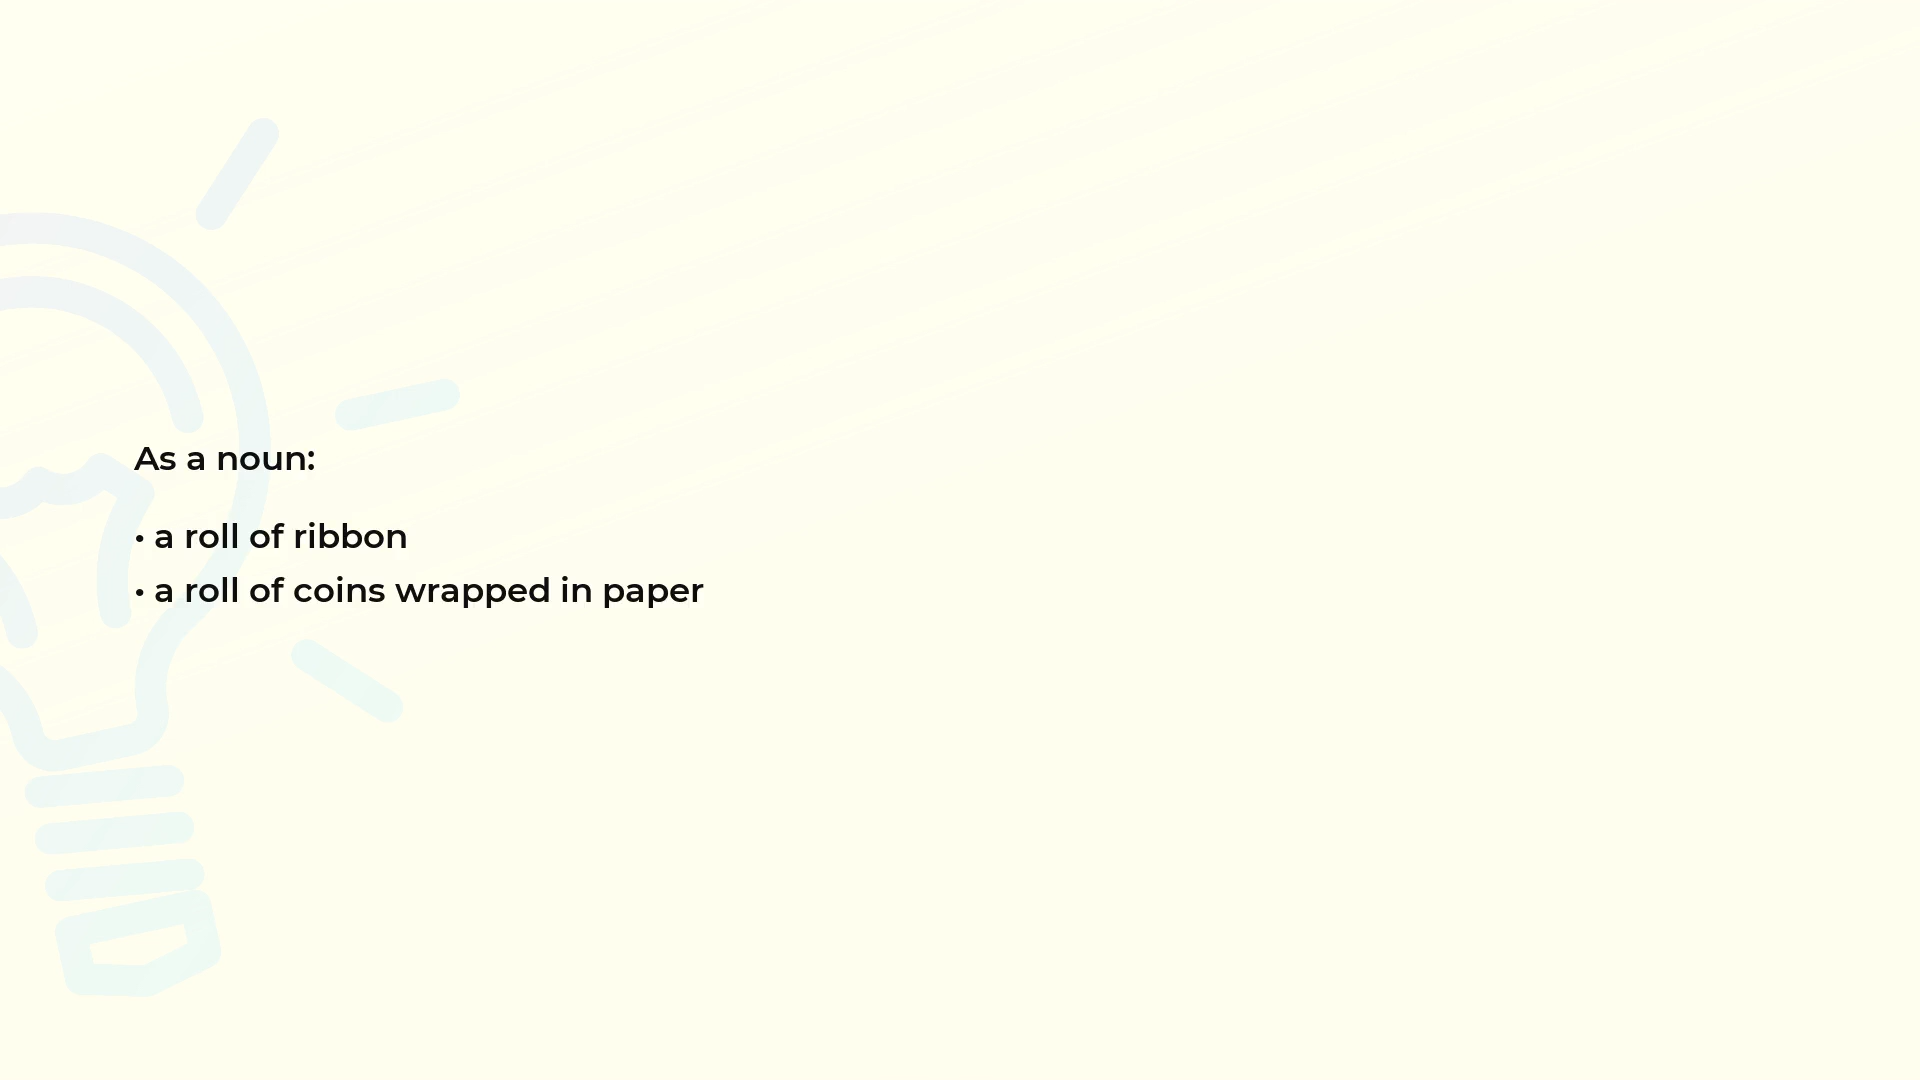 As a noun:
• a roll of ribbon
• a roll of coins wrapped in paper